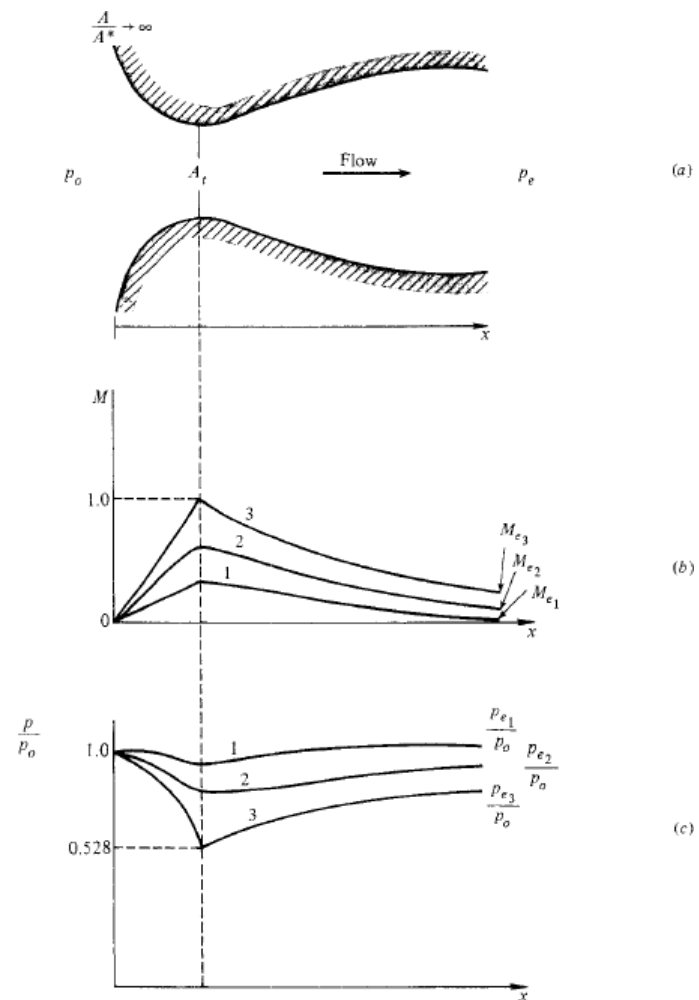 A/A* → ∞
p_o
A_t
Flow
p_e
(a)
x
M
1.0
3
2
1
0
M_e3
M_e2
M_e1
x
(b)
p/p_o
1.0
1
2
3
0.528
p_e1/p_o
p_e2/p_o
p_e3/p_o
(c)
x